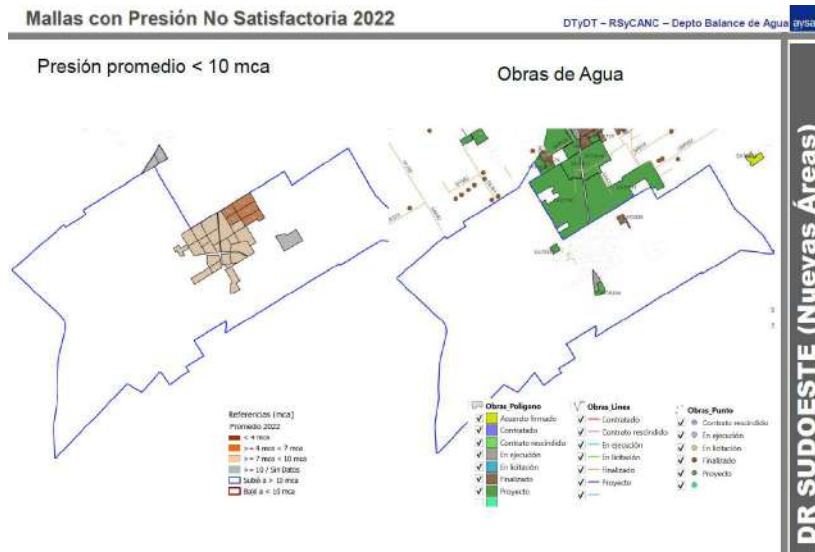 Mallas con Presión No Satisfactoria 2022
DTyDT – RSyCANC – Depto Balance de Agua
aysa
Presión promedio < 10 mca
Obras de Agua
DR SUDOESTE (Nuevas Áreas)
Referencias (mca)
Promedio 2022
< 4 mca
>= 4 mca < 7 mca
>= 7 mca < 10 mca
>= 10 / Sin Datos
Subió a > 10 mca
Bajó a < 10 mca
Obras_Polígono
Acuerdo firmado
Contratado
Contrato rescindido
En ejecución
En licitación
Finalizado
Proyecto
Obras_Línea
Contratado
Contrato rescindido
En ejecución
En licitación
Finalizado
Proyecto
Obras_Punto
Contrato rescindido
En ejecución
En licitación
Finalizado
Proyecto